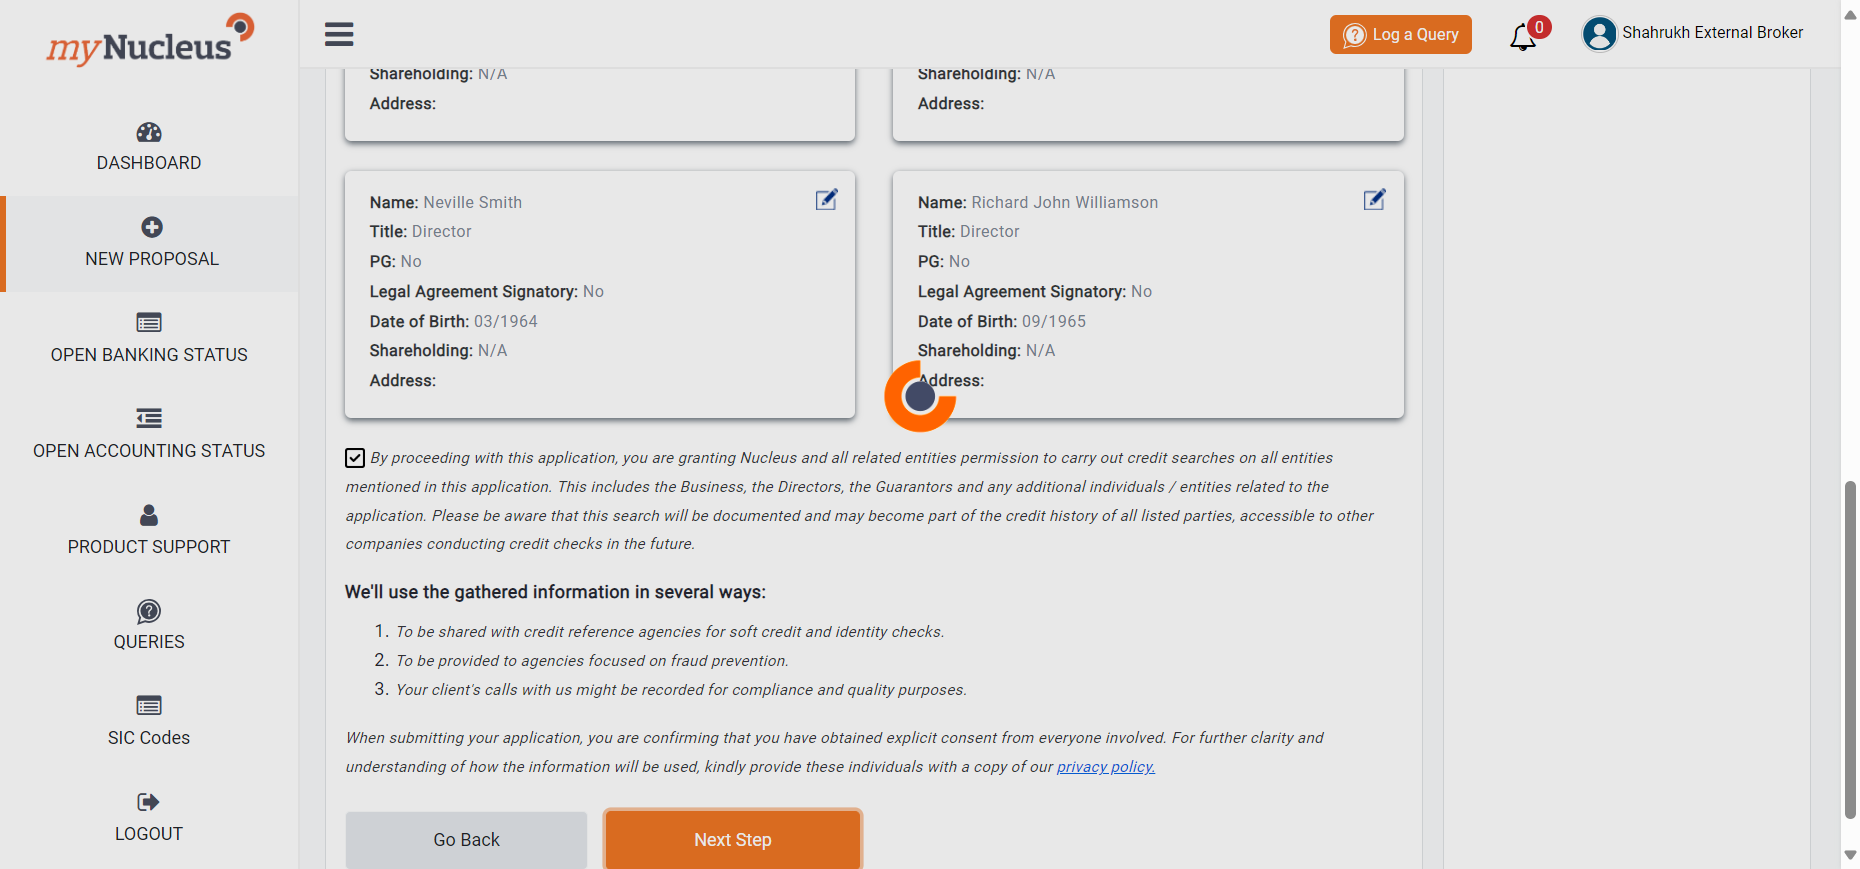 myNucleus
Log a Query
0
Shahrukh External Broker
DASHBOARD
NEW PROPOSAL
OPEN BANKING STATUS
OPEN ACCOUNTING STATUS
PRODUCT SUPPORT
QUERIES
SIC Codes
LOGOUT
Shareholding: N/A
Address:
Shareholding: N/A
Address:
Name: Neville Smith
Title: Director
PG: No
Legal Agreement Signatory: No
Date of Birth: 03/1964
Shareholding: N/A
Address:
Name: Richard John Williamson
Title: Director
PG: No
Legal Agreement Signatory: No
Date of Birth: 09/1965
Shareholding: N/A
Address:
By proceeding with this application, you are granting Nucleus and all related entities permission to carry out credit searches on all entities
mentioned in this application. This includes the Business, the Directors, the Guarantors and any additional individuals / entities related to the
application. Please be aware that this search will be documented and may become part of the credit history of all listed parties, accessible to other
companies conducting credit checks in the future.
We'll use the gathered information in several ways:
1. To be shared with credit reference agencies for soft credit and identity checks.
2. To be provided to agencies focused on fraud prevention.
3. Your client's calls with us might be recorded for compliance and quality purposes.
When submitting your application, you are confirming that you have obtained explicit consent from everyone involved. For further clarity and
understanding of how the information will be used, kindly provide these individuals with a copy of our privacy policy.
Go Back
Next Step